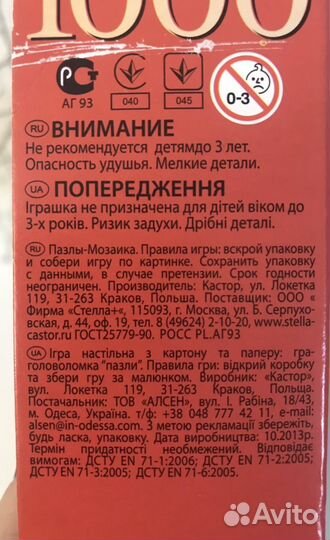 1000
РСТ
АГ 93
040
045
0-3
RU ВНИМАНИЕ
Не рекомендуется детямдо 3 лет.
Опасность удушья. Мелкие детали.
UA ПОПЕРЕДЖЕННЯ
Іграшка не призначена для дітей віком до
3-х років. Ризик задухи. Дрібні деталі.
RU Пазлы-Мозаика. Правила игры: вскрой упаковку
и собери игру по картинке. Сохранить упаковку
с данными, в случае претензии. Срок годности
неограничен. Производитель: Кастор, ул. Локетка
119, 31-263 Краков, Польша. Поставщик: ООО «
Фирма «Стелла+», 115093, г. Москва, ул. Б. Серпухо-
вская, д. 44, оф. 19, тел. 8 (49624) 2-10-20, www.stella-
castor.ru ГОСТ25779-90. РОСС PL.АГ93
UA Ігра настільна з картону та паперу: гра-
головоломка "пазли". Правила гри: вскрити упаковку
та збери гру за малюнком. Виробник: «Кастор»,
вул. Локетка 119, 31-263 Краков, Польща.
Постачальник: ТОВ «АЛСЕН», вул І. Рабіна, 18/43,
м. Одеса, Україна. т/ф: +38 048 777 42 11, e-mail:
alsen@in-odessa.com. З метою рекламації збережіть,
будь ласка, упаковку. Дата виробництва: 10.2013р.
Термін придатності необмежений. Відповідає
вимогам: ДСТУ EN 71-1:2006; ДСТУ EN 71-2:2005;
ДСТУ EN 71-3:2005; ДСТУ EN 71-6:2005.
Avito